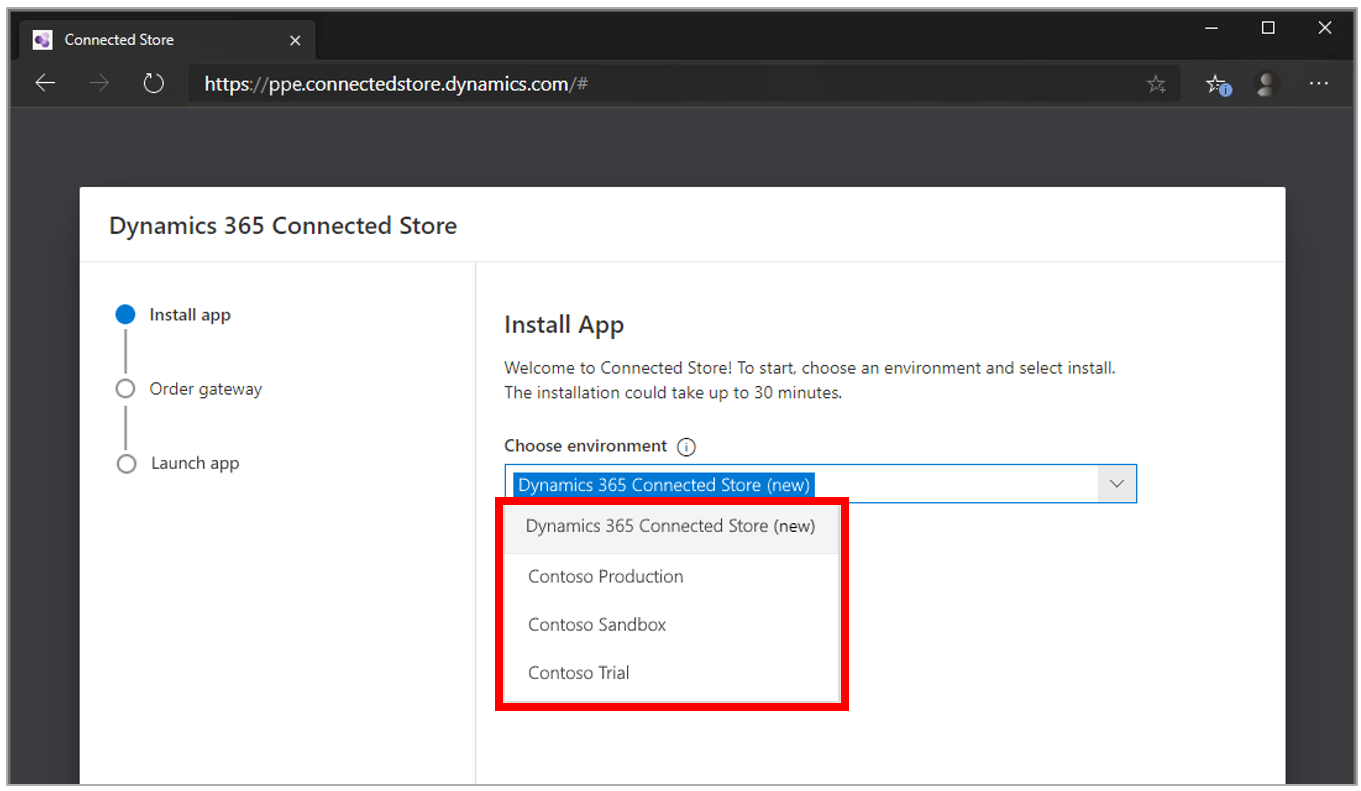 Connected Store
https://ppe.connectedstore.dynamics.com/#
Dynamics 365 Connected Store
Install app
Order gateway
Launch app
Install App
Welcome to Connected Store! To start, choose an environment and select install.
The installation could take up to 30 minutes.
Choose environment
Dynamics 365 Connected Store (new)
Dynamics 365 Connected Store (new)
Contoso Production
Contoso Sandbox
Contoso Trial